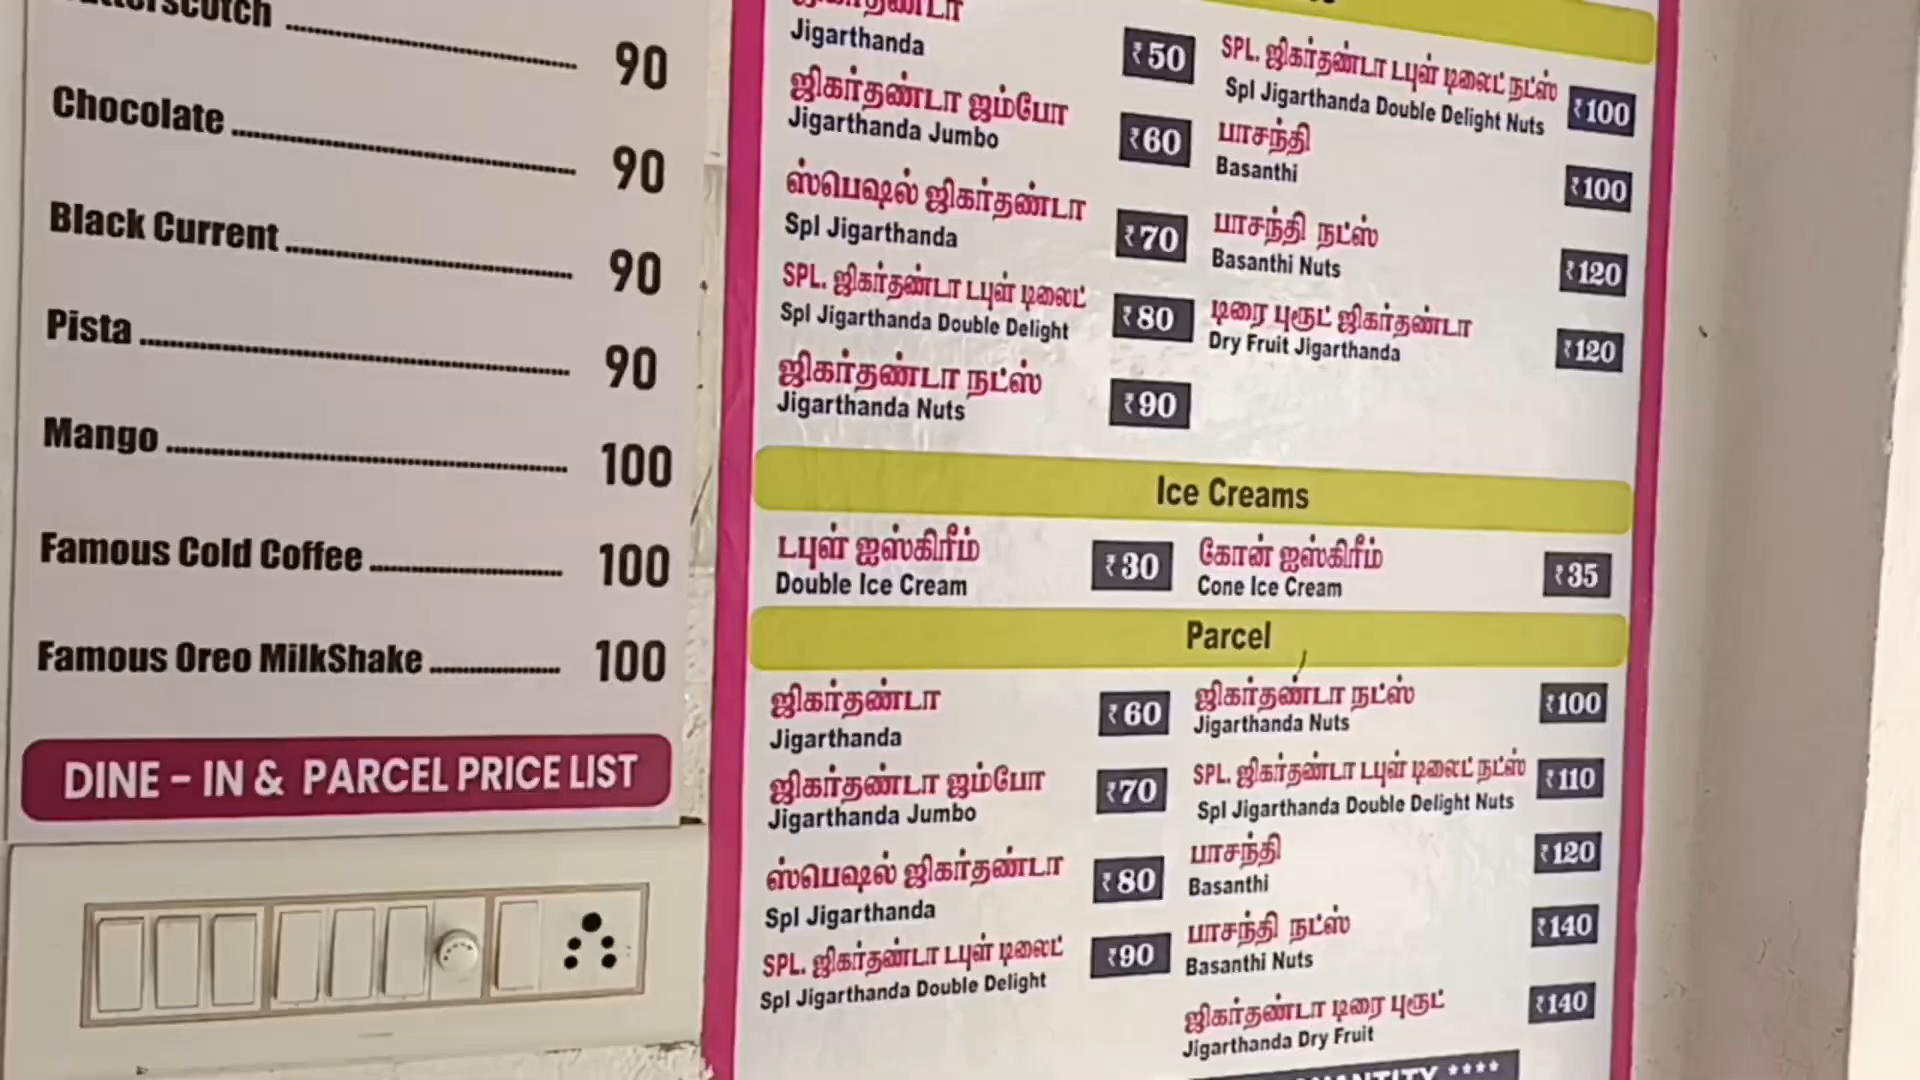 90
Chocolate 90
Black Current 90
Pista 90
Mango 100
Famous Cold Coffee 100
Famous Oreo MilkShake 100
DINE - IN & PARCEL PRICE LIST
ஜிகர்தண்டா
Jigarthanda ₹50
ஜிகர்தண்டா ஜம்போ
Jigarthanda Jumbo ₹60
ஸ்பெஷல் ஜிகர்தண்டா
Spl Jigarthanda ₹70
SPL. ஜிகர்தண்டா டபுள் டிலைட்
Spl Jigarthanda Double Delight ₹80
ஜிகர்தண்டா நட்ஸ்
Jigarthanda Nuts ₹90
SPL. ஜிகர்தண்டா டபுள் டிலைட் நட்ஸ்
Spl Jigarthanda Double Delight Nuts ₹100
பாசந்தி
Basanthi ₹100
பாசந்தி நட்ஸ்
Basanthi Nuts ₹120
டிரை புரூட் ஜிகர்தண்டா
Dry Fruit Jigarthanda ₹120
Ice Creams
டபுள் ஐஸ்கிரீம்
Double Ice Cream ₹30
கோன் ஐஸ்கிரீம்
Cone Ice Cream ₹35
Parcel
ஜிகர்தண்டா
Jigarthanda ₹60
ஜிகர்தண்டா ஜம்போ
Jigarthanda Jumbo ₹70
ஸ்பெஷல் ஜிகர்தண்டா
Spl Jigarthanda ₹80
SPL. ஜிகர்தண்டா டபுள் டிலைட்
Spl Jigarthanda Double Delight ₹90
ஜிகர்தண்டா நட்ஸ்
Jigarthanda Nuts ₹100
SPL. ஜிகர்தண்டா டபுள் டிலைட் நட்ஸ்
Spl Jigarthanda Double Delight Nuts ₹110
பாசந்தி
Basanthi ₹120
பாசந்தி நட்ஸ்
Basanthi Nuts ₹140
ஜிகர்தண்டா டிரை புரூட்
Jigarthanda Dry Fruit ₹140